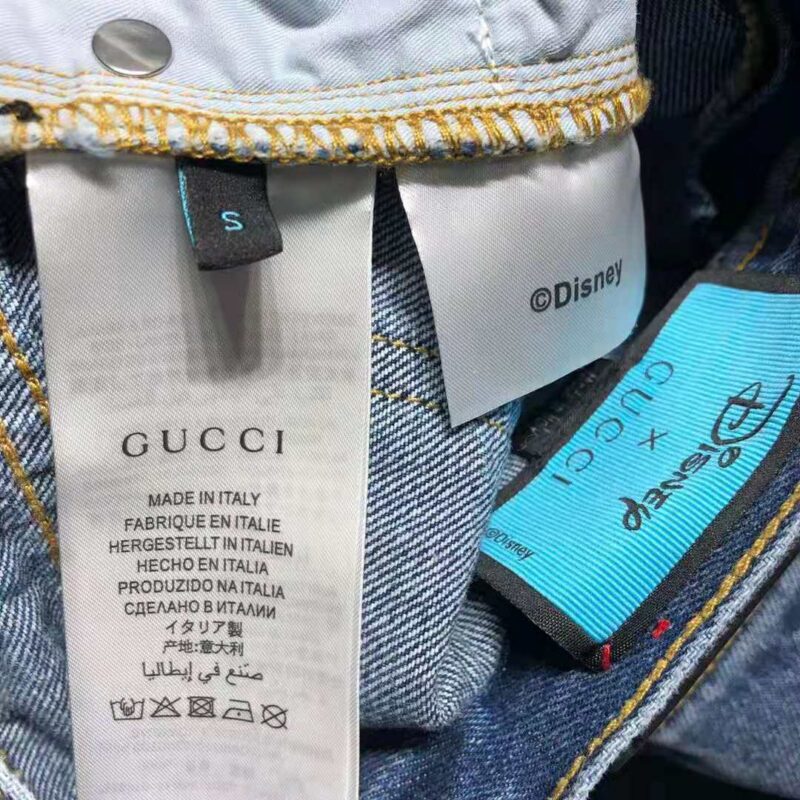 S
©Disney
GUCCI
MADE IN ITALY
FABRIQUE EN ITALIE
HERGESTELLT IN ITALIEN
HECHO EN ITALIA
PRODUZIDO NA ITALIA
СДЕЛАНО В ИТАЛИИ
イタリア製
产地:意大利
صنع في إيطاليا
Disney
×
GUCCI
©Disney